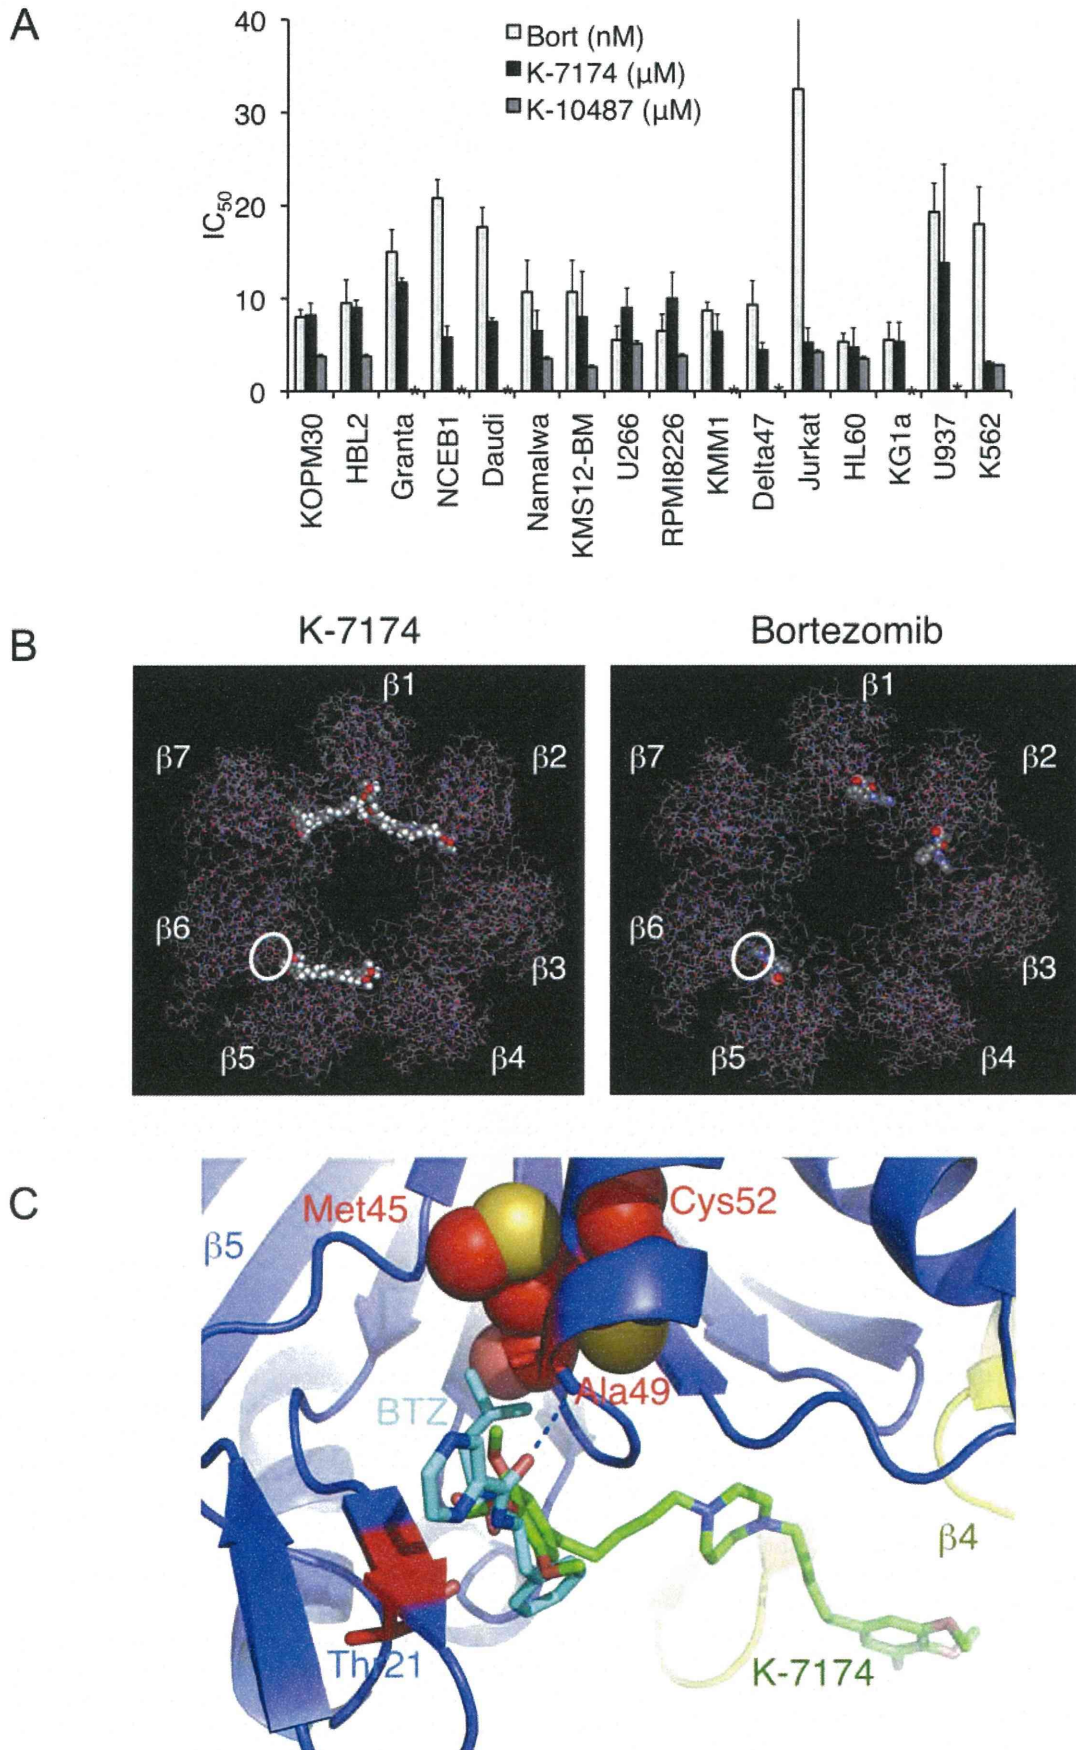 A
40
30
20
10
0
IC50
Bort (nM)
K-7174 (µM)
K-10487 (µM)
* * * * * * *
KOPM30
HBL2
Granta
NCEB1
Daudi
Namalwa
KMS12-BM
U266
RPMI8226
KMM1
Delta47
Jurkat
HL60
KG1a
U937
K562
B
K-7174
β1
β2
β3
β4
β5
β6
β7
Bortezomib
β1
β2
β3
β4
β5
β6
β7
C
β5
Met45
Cys52
Ala49
BTZ
Thr21
β4
K-7174